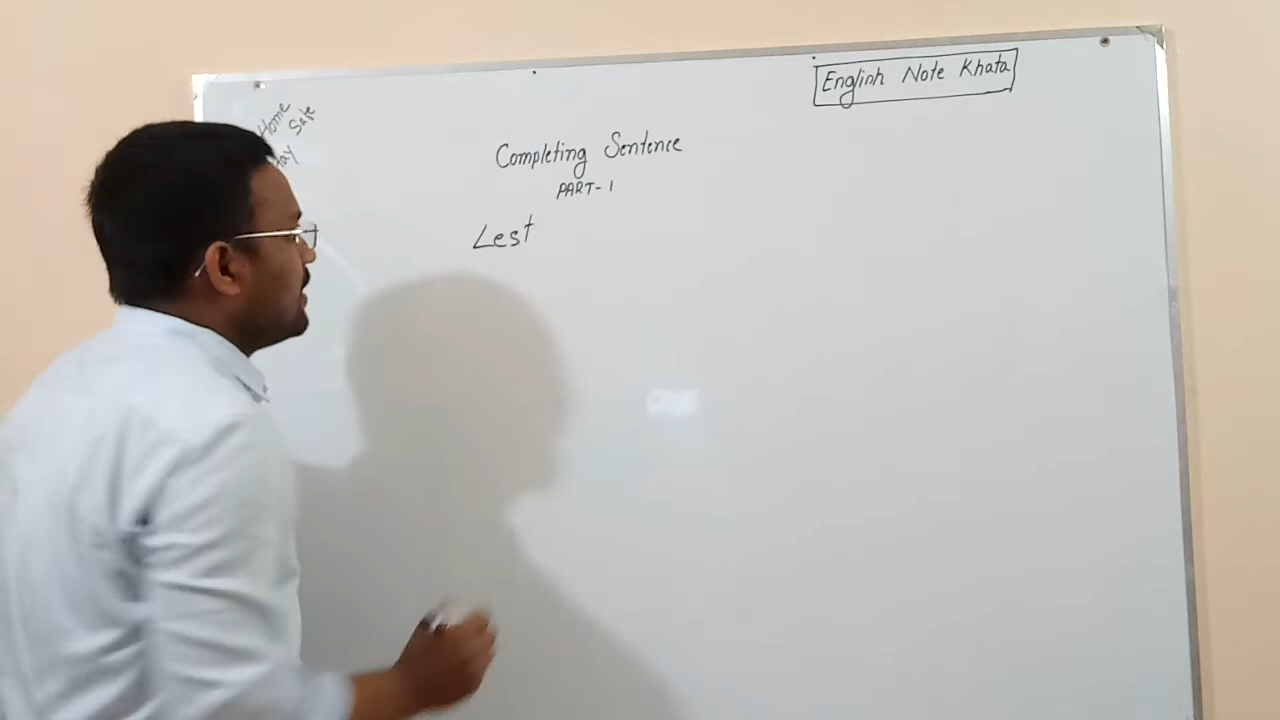 English Note Khata
Home
Safe
Completing Sentence
PART-1
Lest